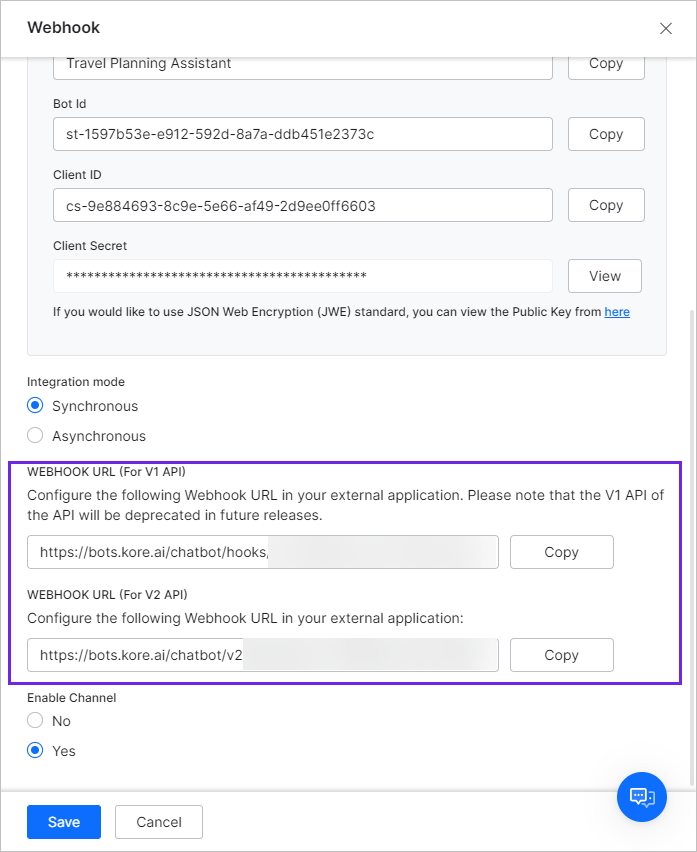 Webhook
Travel Planning Assistant
Copy
Bot Id
st-1597b53e-e912-592d-8a7a-ddb451e2373c
Copy
Client ID
cs-9e884693-8c9e-5e66-af49-2d9ee0ff6603
Copy
Client Secret
*******************************************
View
If you would like to use JSON Web Encryption (JWE) standard, you can view the Public Key from here
Integration mode
Synchronous
Asynchronous
WEBHOOK URL (For V1 API)
Configure the following Webhook URL in your external application. Please note that the V1 API of
the API will be deprecated in future releases.
https://bots.kore.ai/chatbot/hooks/
Copy
WEBHOOK URL (For V2 API)
Configure the following Webhook URL in your external application:
https://bots.kore.ai/chatbot/v2
Copy
Enable Channel
No
Yes
Save
Cancel